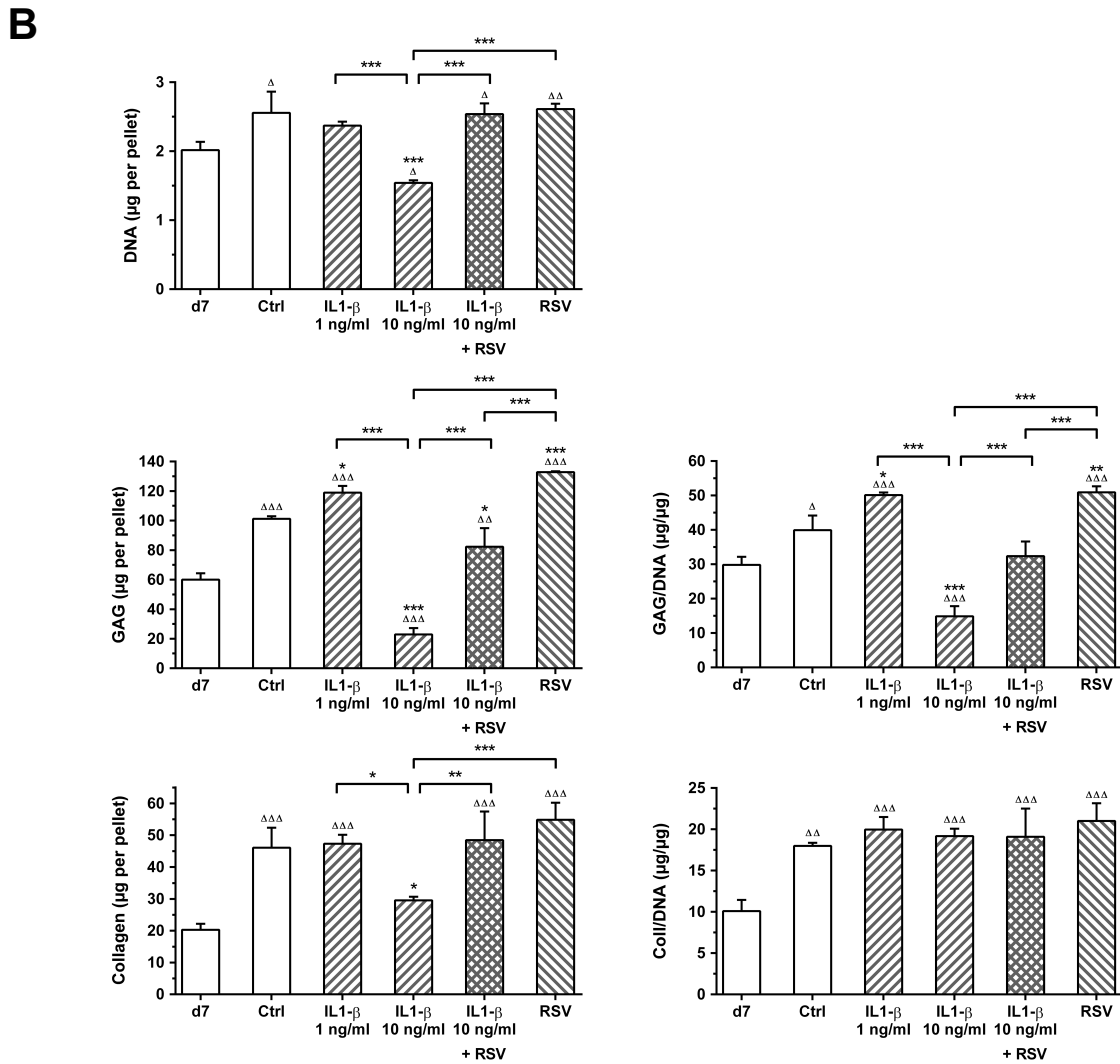 B
***
*** ***
3
2
1
0
DNA (µg per pellet)
Δ
***
Δ
Δ
Δ Δ
d7 Ctrl IL1-β IL1-β IL1-β RSV
1 ng/ml 10 ng/ml 10 ng/ml
+ RSV
***
***
*** ***
140
120
100
80
60
40
20
0
GAG (µg per pellet)
ΔΔΔ
*
ΔΔΔ
***
ΔΔΔ
*
ΔΔ
***
ΔΔΔ
d7 Ctrl IL1-β IL1-β IL1-β RSV
1 ng/ml 10 ng/ml 10 ng/ml
+ RSV
***
***
*** ***
60
50
40
30
20
10
0
GAG/DNA (µg/µg)
Δ
*
ΔΔΔ
***
ΔΔΔ
**
ΔΔΔ
d7 Ctrl IL1-β IL1-β IL1-β RSV
1 ng/ml 10 ng/ml 10 ng/ml
+ RSV
***
* **
60
50
40
30
20
10
0
Collagen (µg per pellet)
ΔΔΔ
ΔΔΔ
*
ΔΔΔ
ΔΔΔ
d7 Ctrl IL1-β IL1-β IL1-β RSV
1 ng/ml 10 ng/ml 10 ng/ml
+ RSV
25
20
15
10
5
0
Coll/DNA (µg/µg)
ΔΔ
ΔΔΔ
ΔΔΔ
ΔΔΔ
ΔΔΔ
d7 Ctrl IL1-β IL1-β IL1-β RSV
1 ng/ml 10 ng/ml 10 ng/ml
+ RSV